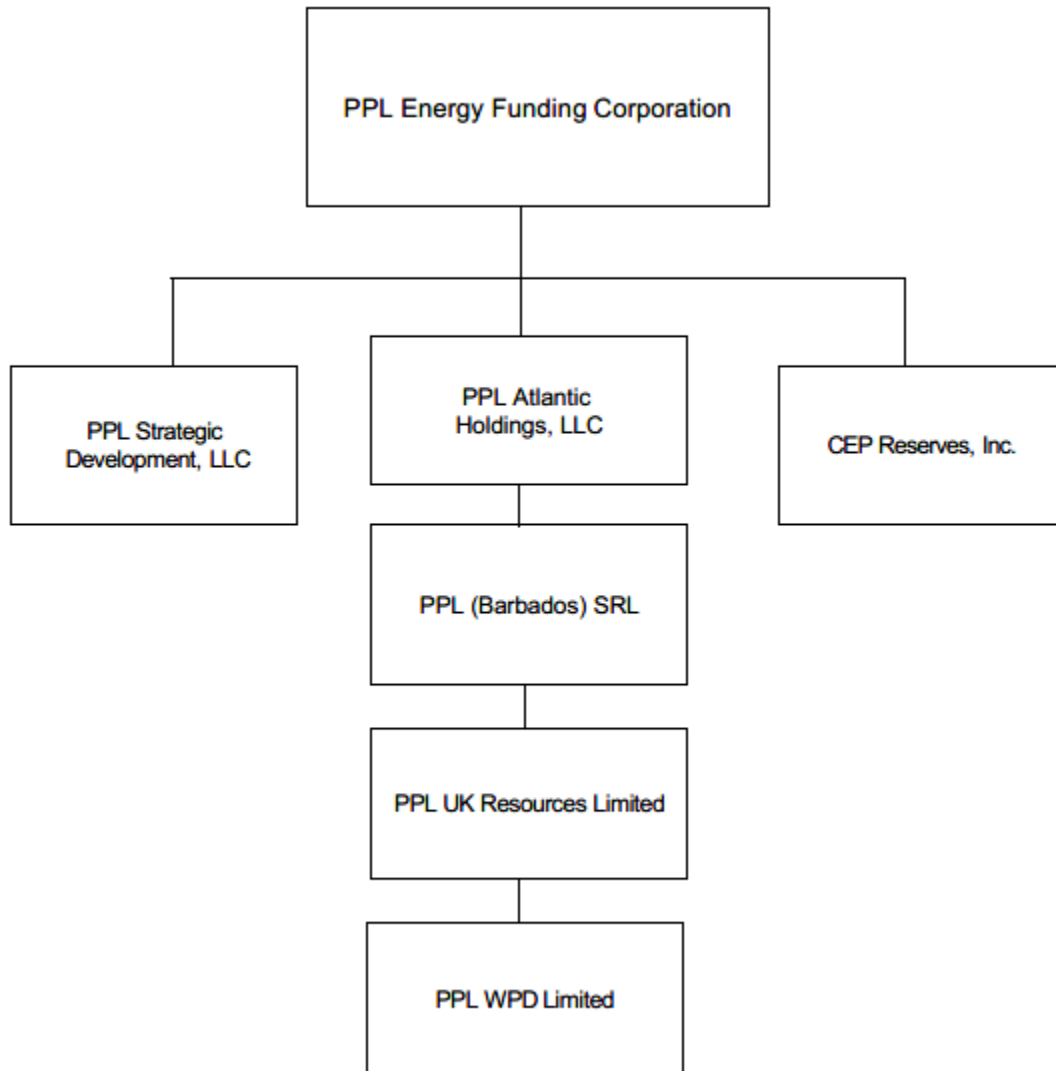 PPL Energy Funding Corporation
PPL Strategic
Development, LLC
PPL Atlantic
Holdings, LLC
CEP Reserves, Inc.
PPL (Barbados) SRL
PPL UK Resources Limited
PPL WPD Limited